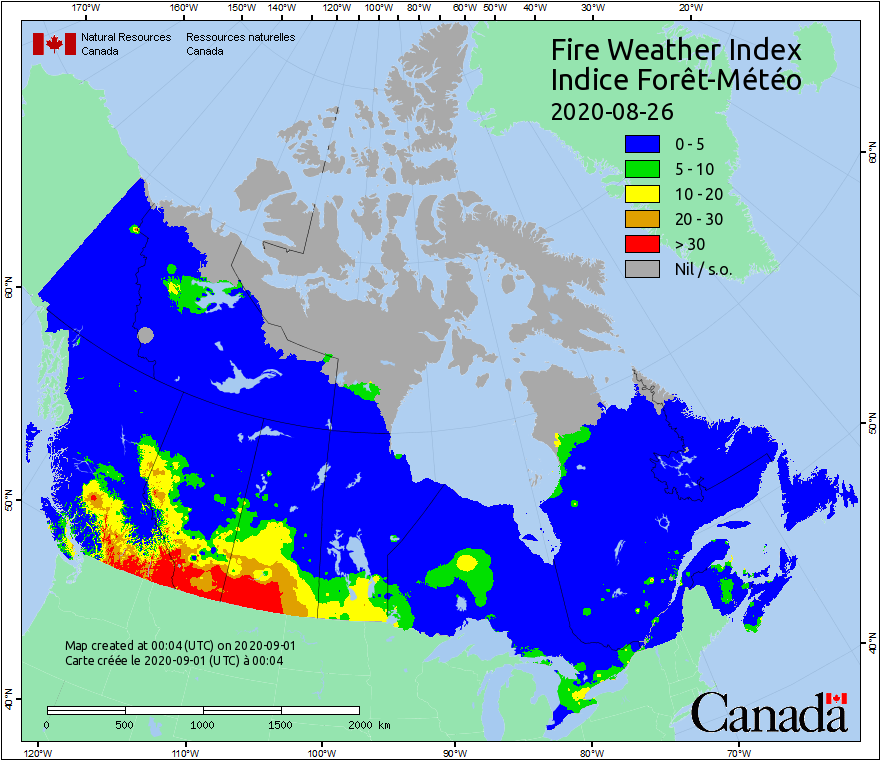 170°W 160°W 150°W 140°W 130°W 120°W 110°W 100°W 90°W 80°W 60°W 50°W 40°W 30°W 20°W
Natural Resources Canada
Ressources naturelles Canada
Fire Weather Index
Indice Forêt-Météo
2020-08-26
0 - 5
5 - 10
10 - 20
20 - 30
> 30
Nil / s.o.
60°N
50°N
40°N
60°N
50°N
40°N
Map created at 00:04 (UTC) on 2020-09-01
Carte créée le 2020-09-01 (UTC) à 00:04
0 500 1000 1500 2000 km
Canada
120°W 110°W 100°W 90°W 80°W 70°W